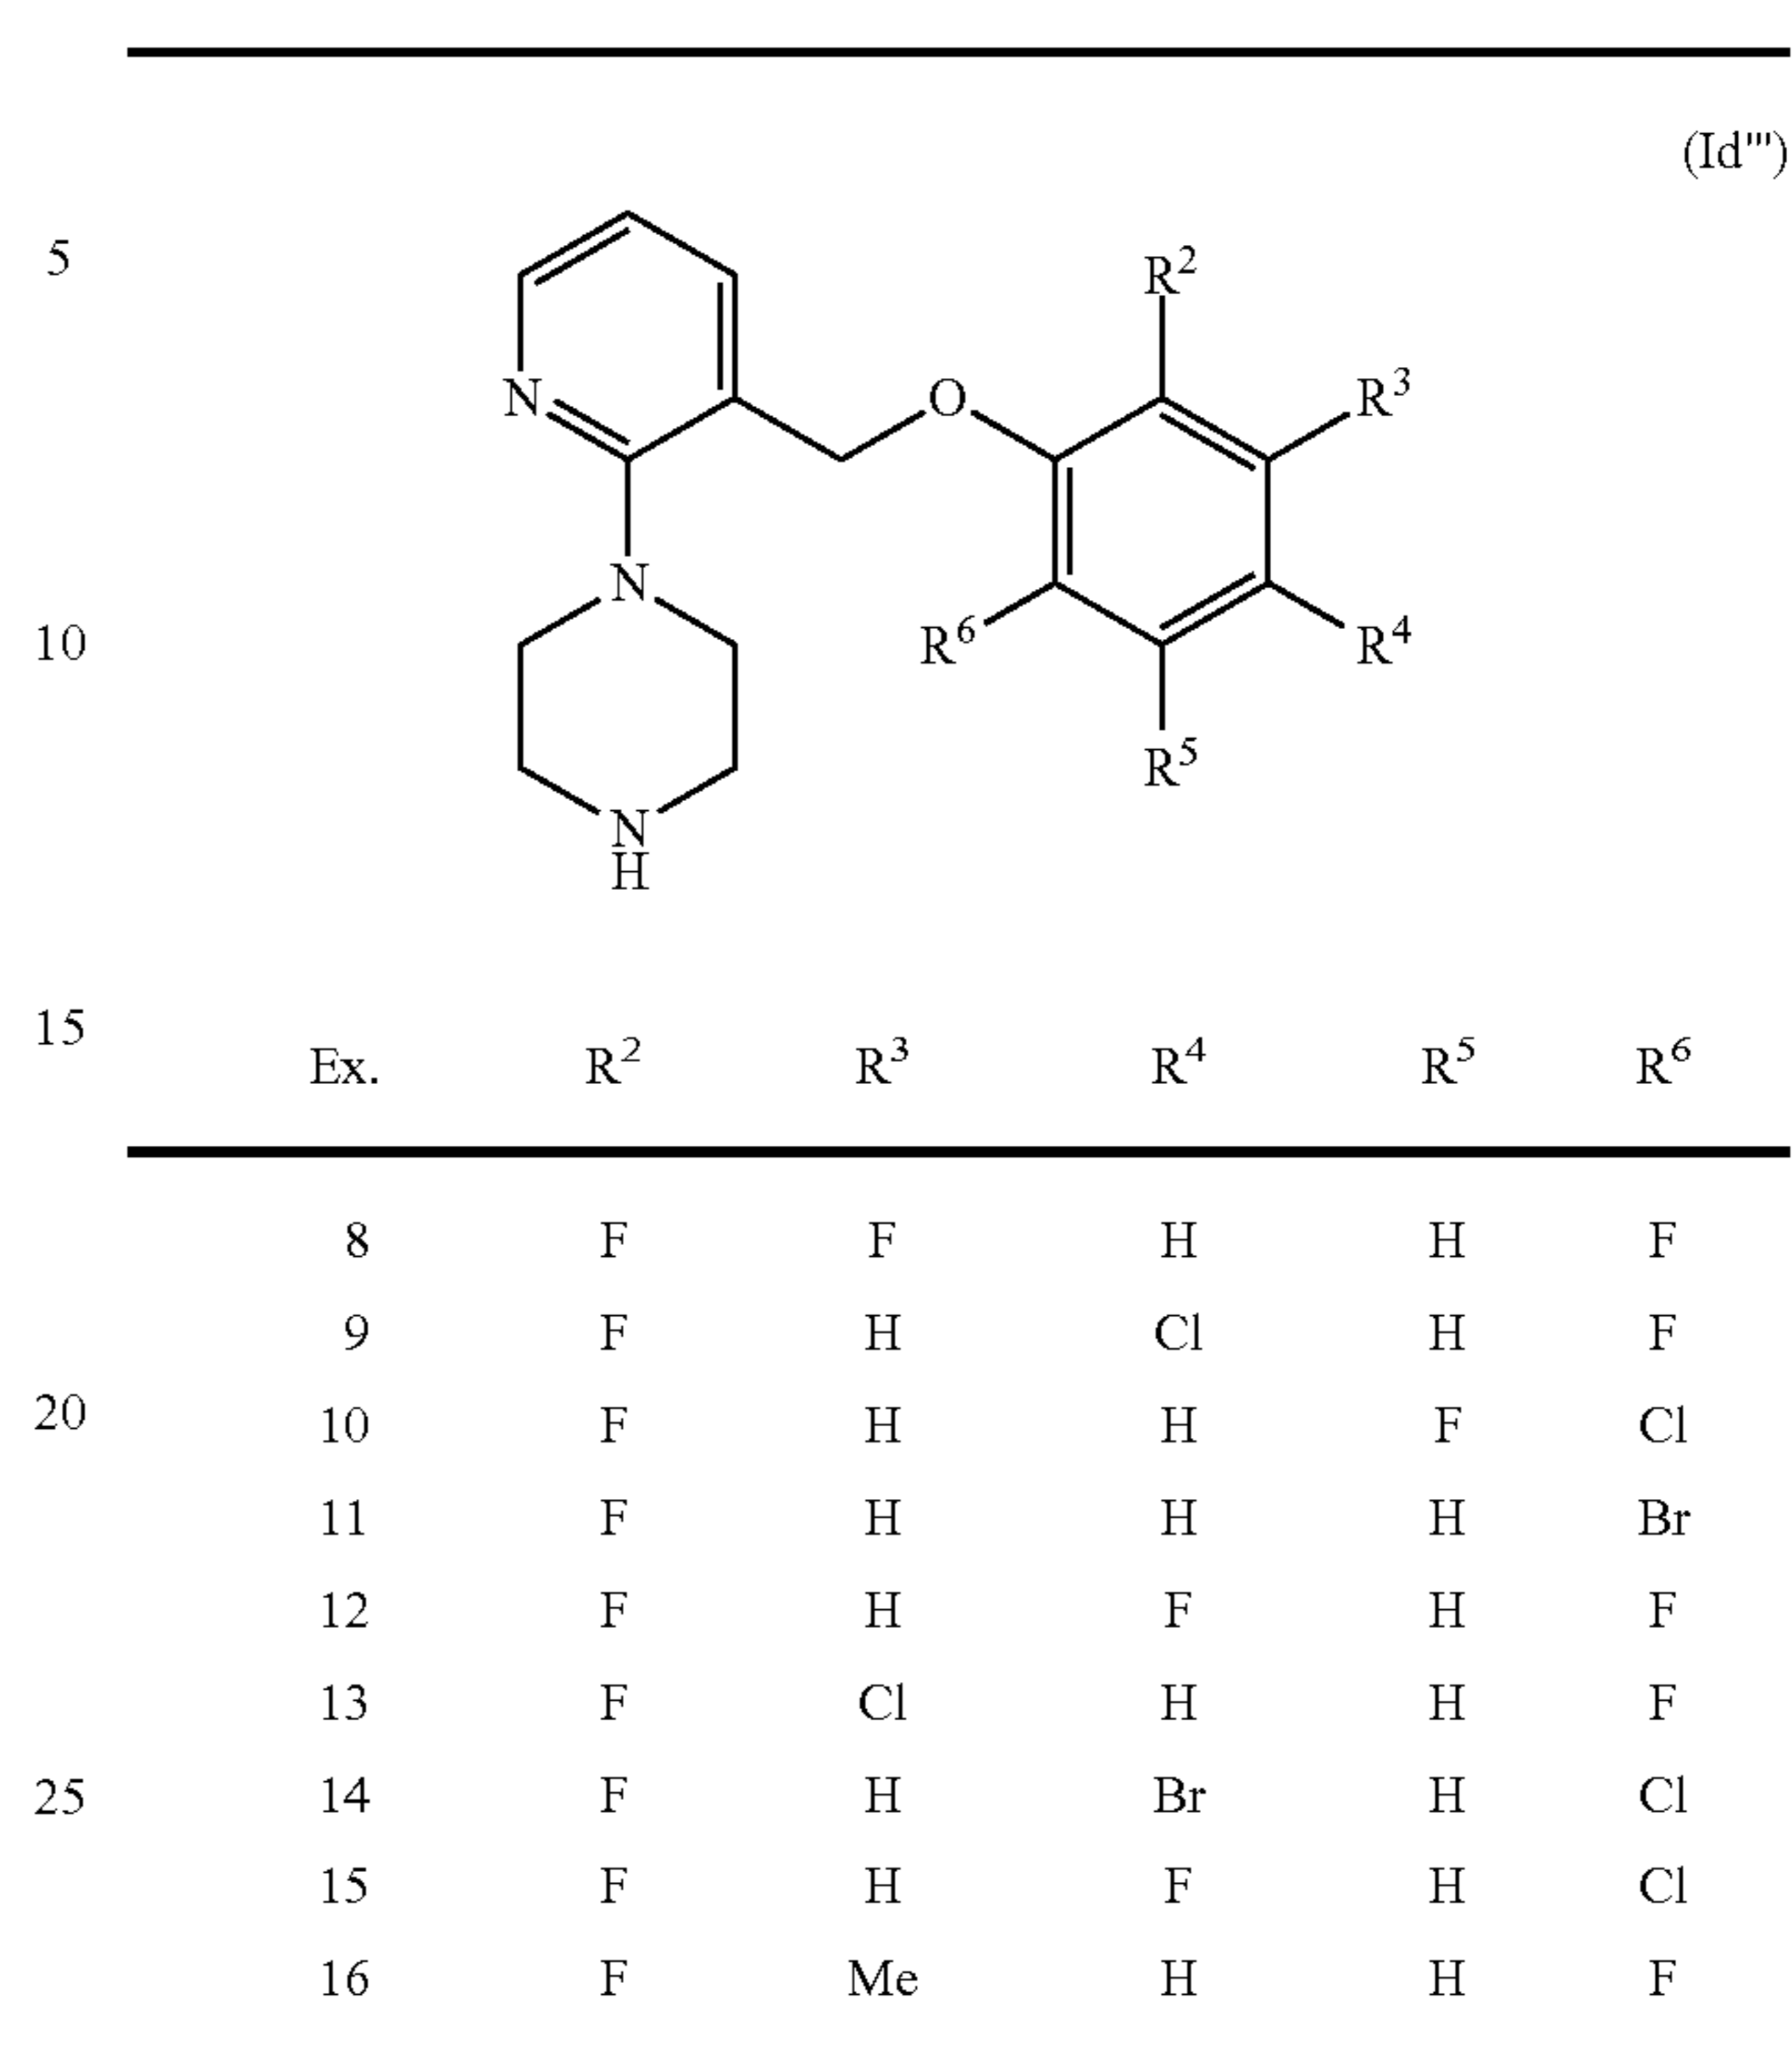 (Id''')
5
R²
N
O
R³
N
10
R⁶
R⁴
R⁵
N
H
15
Ex. R² R³ R⁴ R⁵ R⁶
8 F F H H F
9 F H Cl H F
20
10 F H H F Cl
11 F H H H Br
12 F H F H F
13 F Cl H H F
25
14 F H Br H Cl
15 F H F H Cl
16 F Me H H F